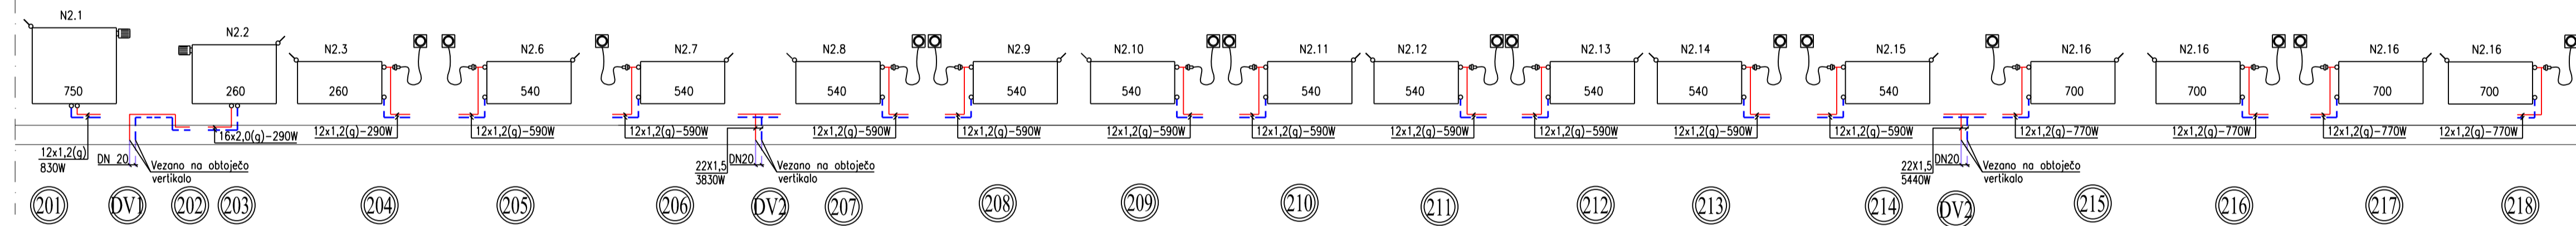 N2.1
N2.2
N2.3
N2.6
N2.7
N2.8
N2.9
N2.10
N2.11
N2.12
N2.13
N2.14
N2.15
N2.16
N2.16
N2.16
N2.16
750
260
260
540
540
540
540
540
540
540
540
540
540
700
700
700
700
16x2,0(g)-290W
12x1,2(g)-290W
12x1,2(g)-590W
12x1,2(g)-590W
12x1,2(g)-590W
12x1,2(g)-590W
12x1,2(g)-590W
12x1,2(g)-590W
12x1,2(g)-590W
12x1,2(g)-590W
12x1,2(g)-590W
12x1,2(g)-590W
12x1,2(g)-770W
12x1,2(g)-770W
12x1,2(g)-770W
12x1,2(g)-770W
12x1,2(g)
830W
DN 20
Vezano na obtoječo
vertikalo
22X1,5
3830W
DN20
Vezano na obtoječo
vertikalo
22X1,5
5440W
DN20
Vezano na obtoječo
vertikalo
201
DV1
202
203
204
205
206
DV2
207
208
209
210
211
212
213
214
DV2
215
216
217
218